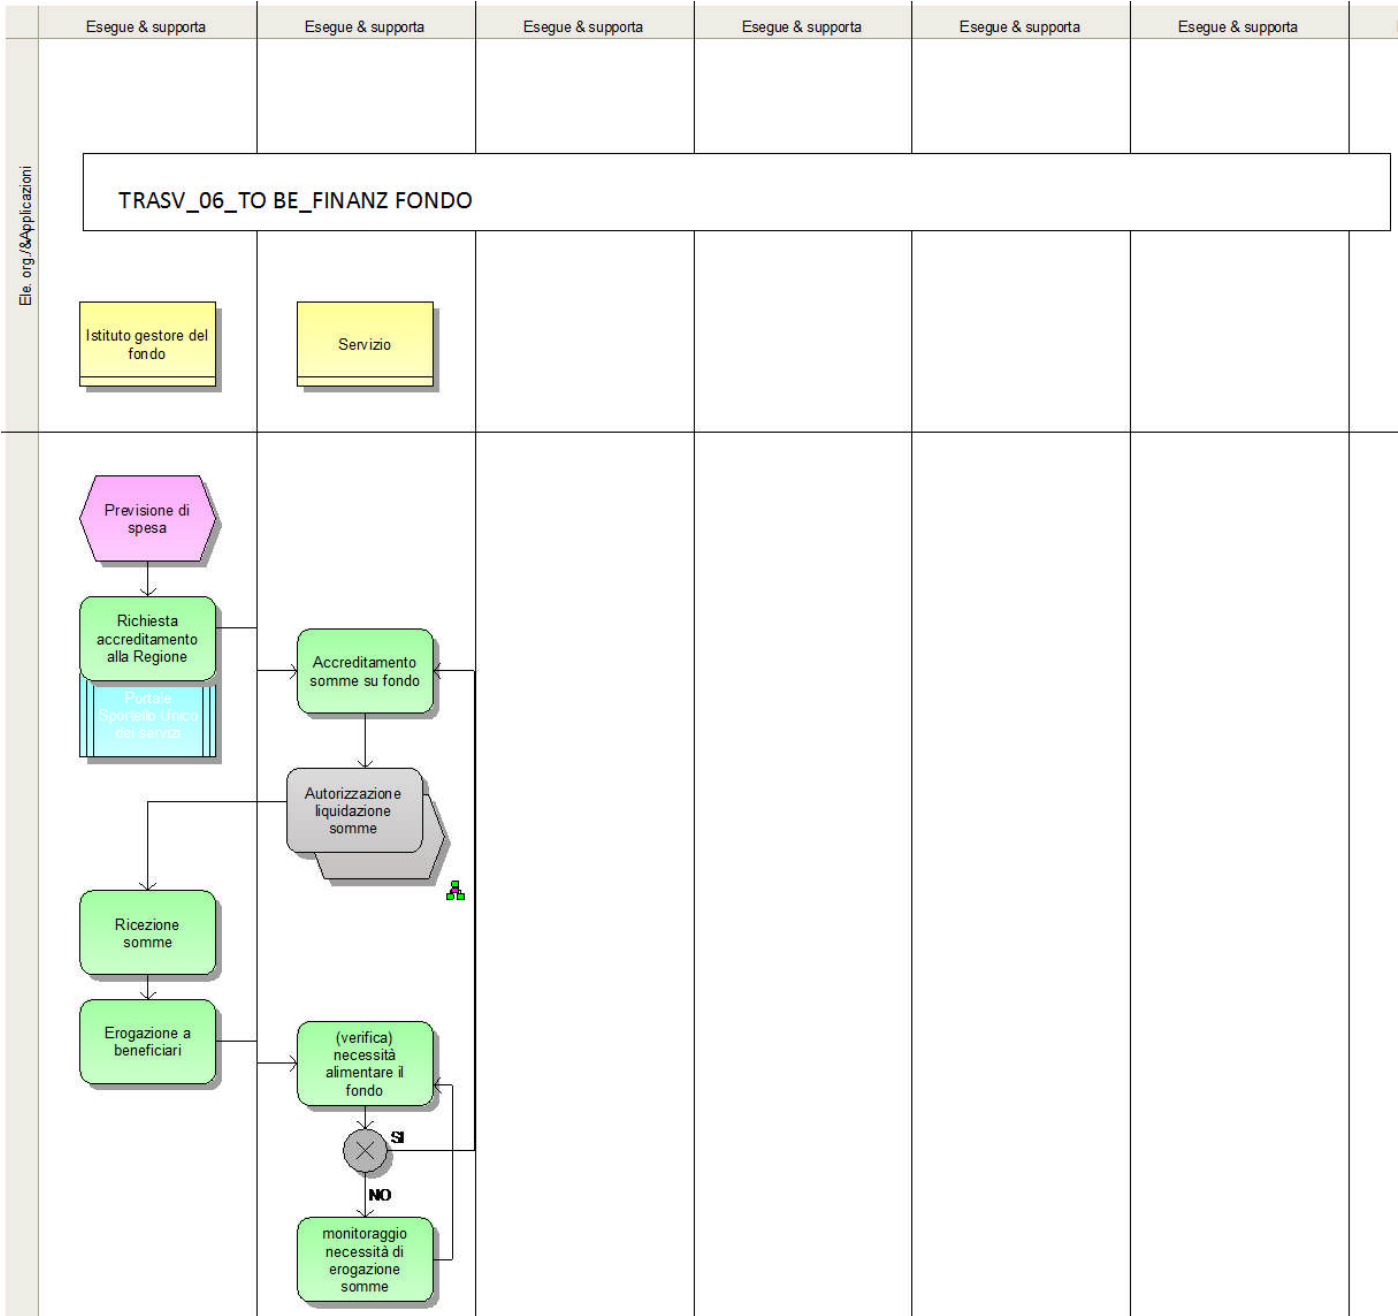 Esegue & supporta
Esegue & supporta
Esegue & supporta
Esegue & supporta
Esegue & supporta
Esegue & supporta
Ele. org./&Applicazioni
TRASV_06_TO BE_FINANZ FONDO
Istituto gestore del
fondo
Servizio
Previsione di
spesa
Richiesta
accreditamento
alla Regione
Portale
Sportello Unico
dei servizi
Accreditamento
somme su fondo
Autorizzazione
liquidazione
somme
Ricezione
somme
Erogazione a
beneficiari
(verifica)
necessità
alimentare il
fondo
SI
NO
monitoraggio
necessità di
erogazione
somme